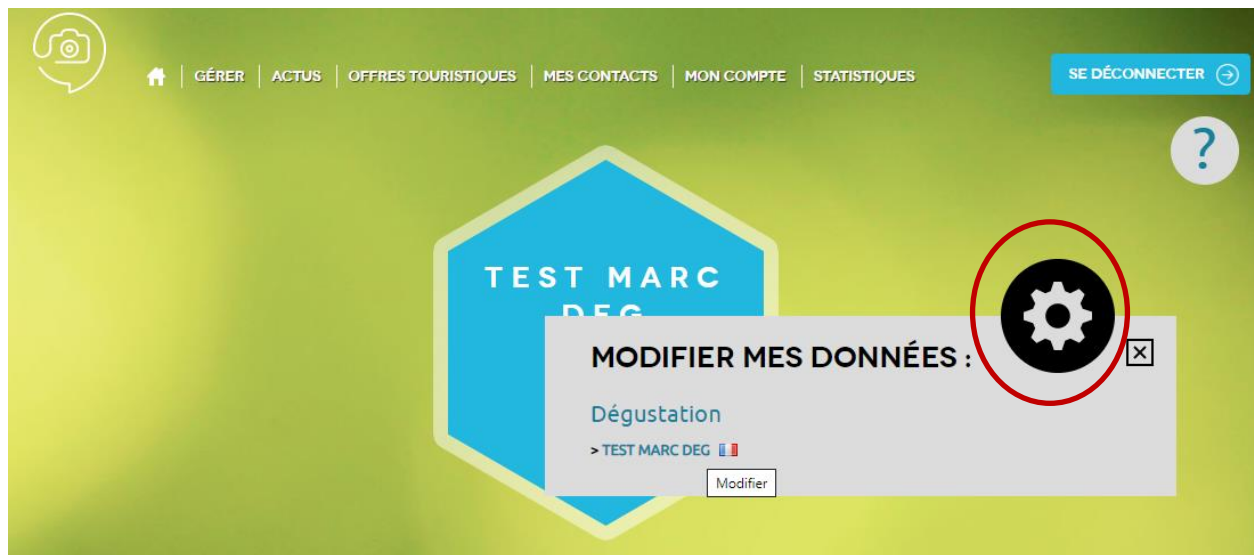 GÉRER ACTUS OFFRES TOURISTIQUES MES CONTACTS MON COMPTE STATISTIQUES SE DÉCONNECTER
?
TEST MARC
DEG
MODIFIER MES DONNÉES :
Dégustation
> TEST MARC DEG
Modifier